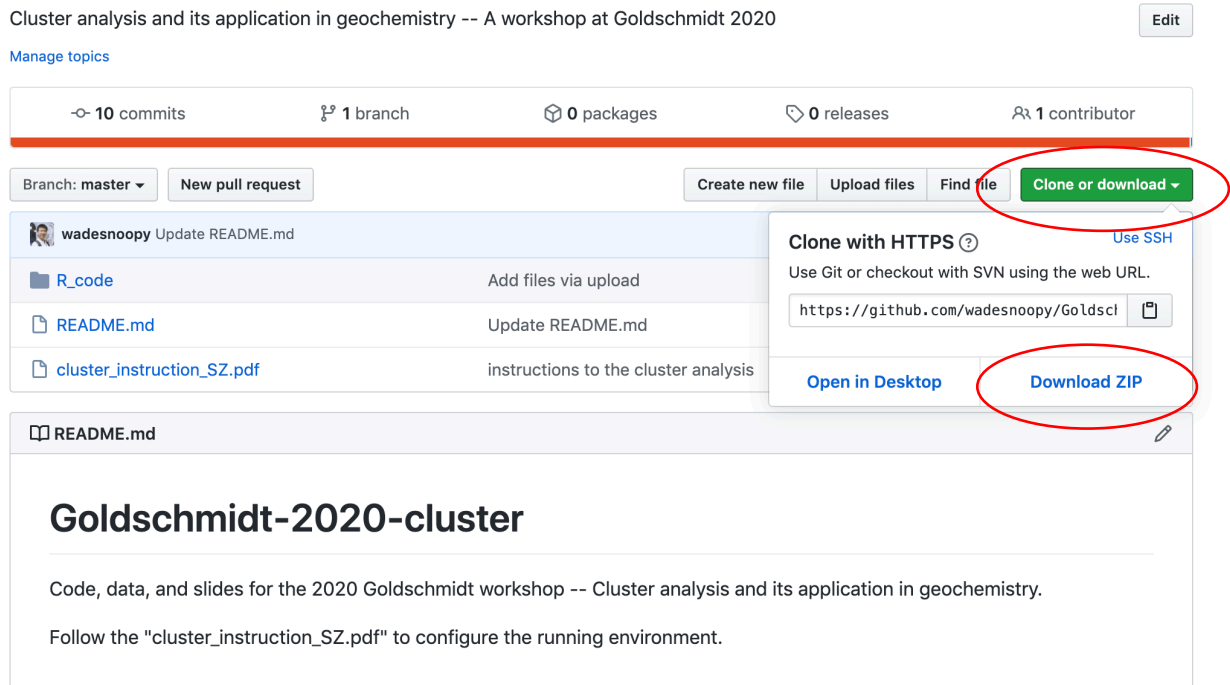 Cluster analysis and its application in geochemistry -- A workshop at Goldschmidt 2020
Edit
Manage topics
10 commits
1 branch
0 packages
0 releases
1 contributor
Branch: master
New pull request
Create new file
Upload files
Find file
Clone or download
wadesnoopy Update README.md
Clone with HTTPS ?
Use SSH
Use Git or checkout with SVN using the web URL.
https://github.com/wadesnoopy/Goldsch
Open in Desktop
Download ZIP
R_code
Add files via upload
README.md
Update README.md
cluster_instruction_SZ.pdf
instructions to the cluster analysis
README.md
Goldschmidt-2020-cluster
Code, data, and slides for the 2020 Goldschmidt workshop -- Cluster analysis and its application in geochemistry.
Follow the "cluster_instruction_SZ.pdf" to configure the running environment.